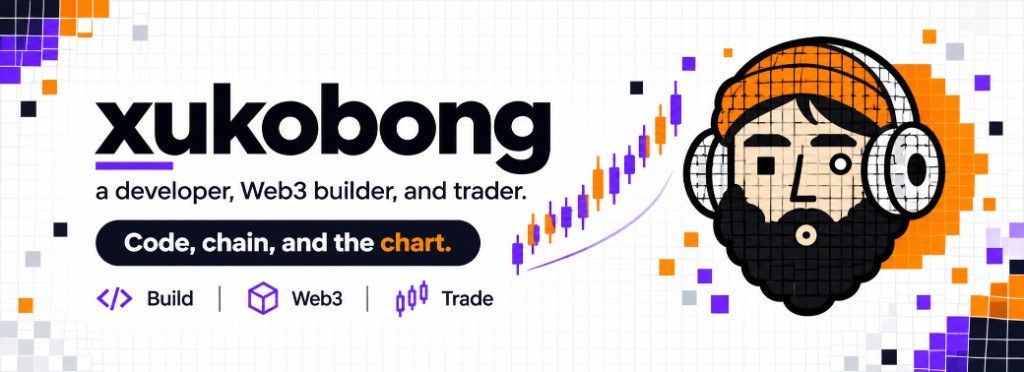 xukobong
a developer, Web3 builder, and trader.
Code, chain, and the chart.
</> Build | Web3 | Trade